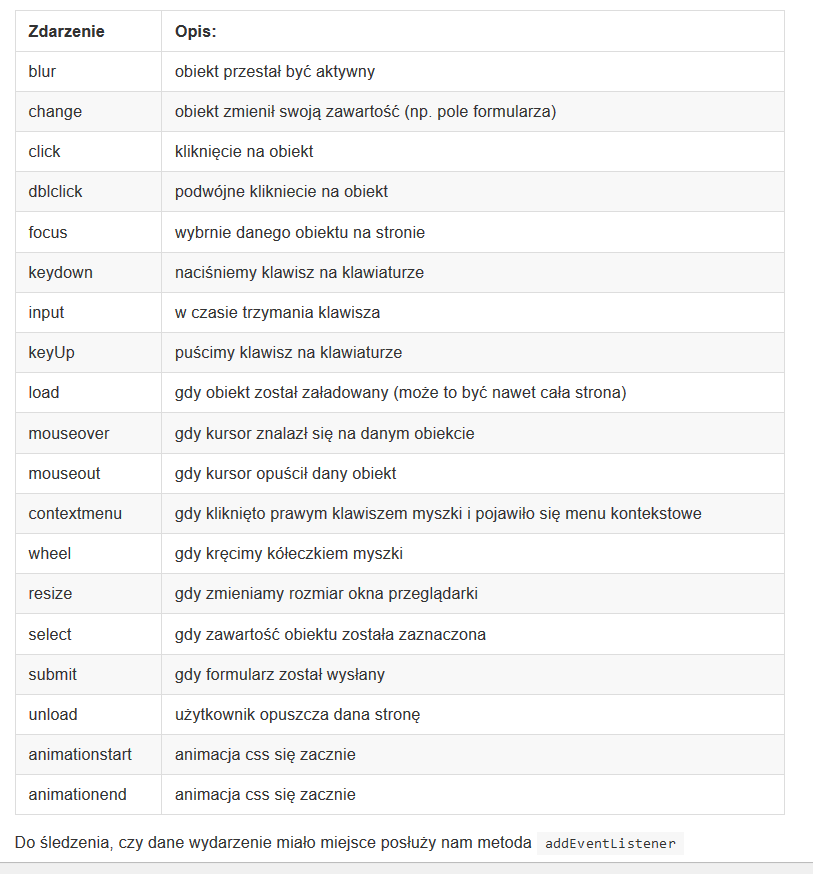 Zdarzenie Opis:
blur obiekt przestał być aktywny
change obiekt zmienił swoją zawartość (np. pole formularza)
click kliknięcie na obiekt
dblclick podwójne klikniecie na obiekt
focus wybrnie danego obiektu na stronie
keydown naciśniemy klawisz na klawiaturze
input w czasie trzymania klawisza
keyUp puścimy klawisz na klawiaturze
load gdy obiekt został załadowany (może to być nawet cała strona)
mouseover gdy kursor znalazł się na danym obiekcie
mouseout gdy kursor opuścił dany obiekt
contextmenu gdy kliknięto prawym klawiszem myszki i pojawiło się menu kontekstowe
wheel gdy kręcimy kółeczkiem myszki
resize gdy zmieniamy rozmiar okna przeglądarki
select gdy zawartość obiektu została zaznaczona
submit gdy formularz został wysłany
unload użytkownik opuszcza dana stronę
animationstart animacja css się zacznie
animationend animacja css się zacznie
Do śledzenia, czy dane wydarzenie miało miejsce posłuży nam metoda addEventListener